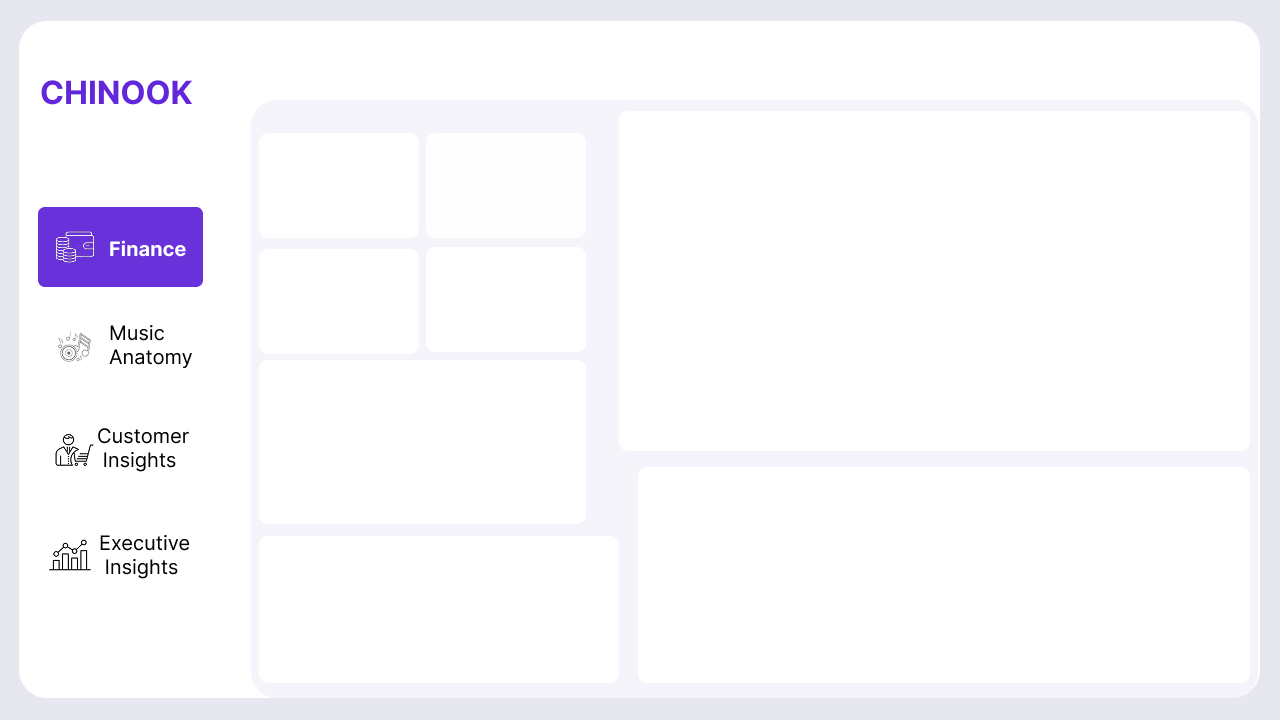 CHINOOK
Finance
Music
Anatomy
Customer
Insights
Executive
Insights